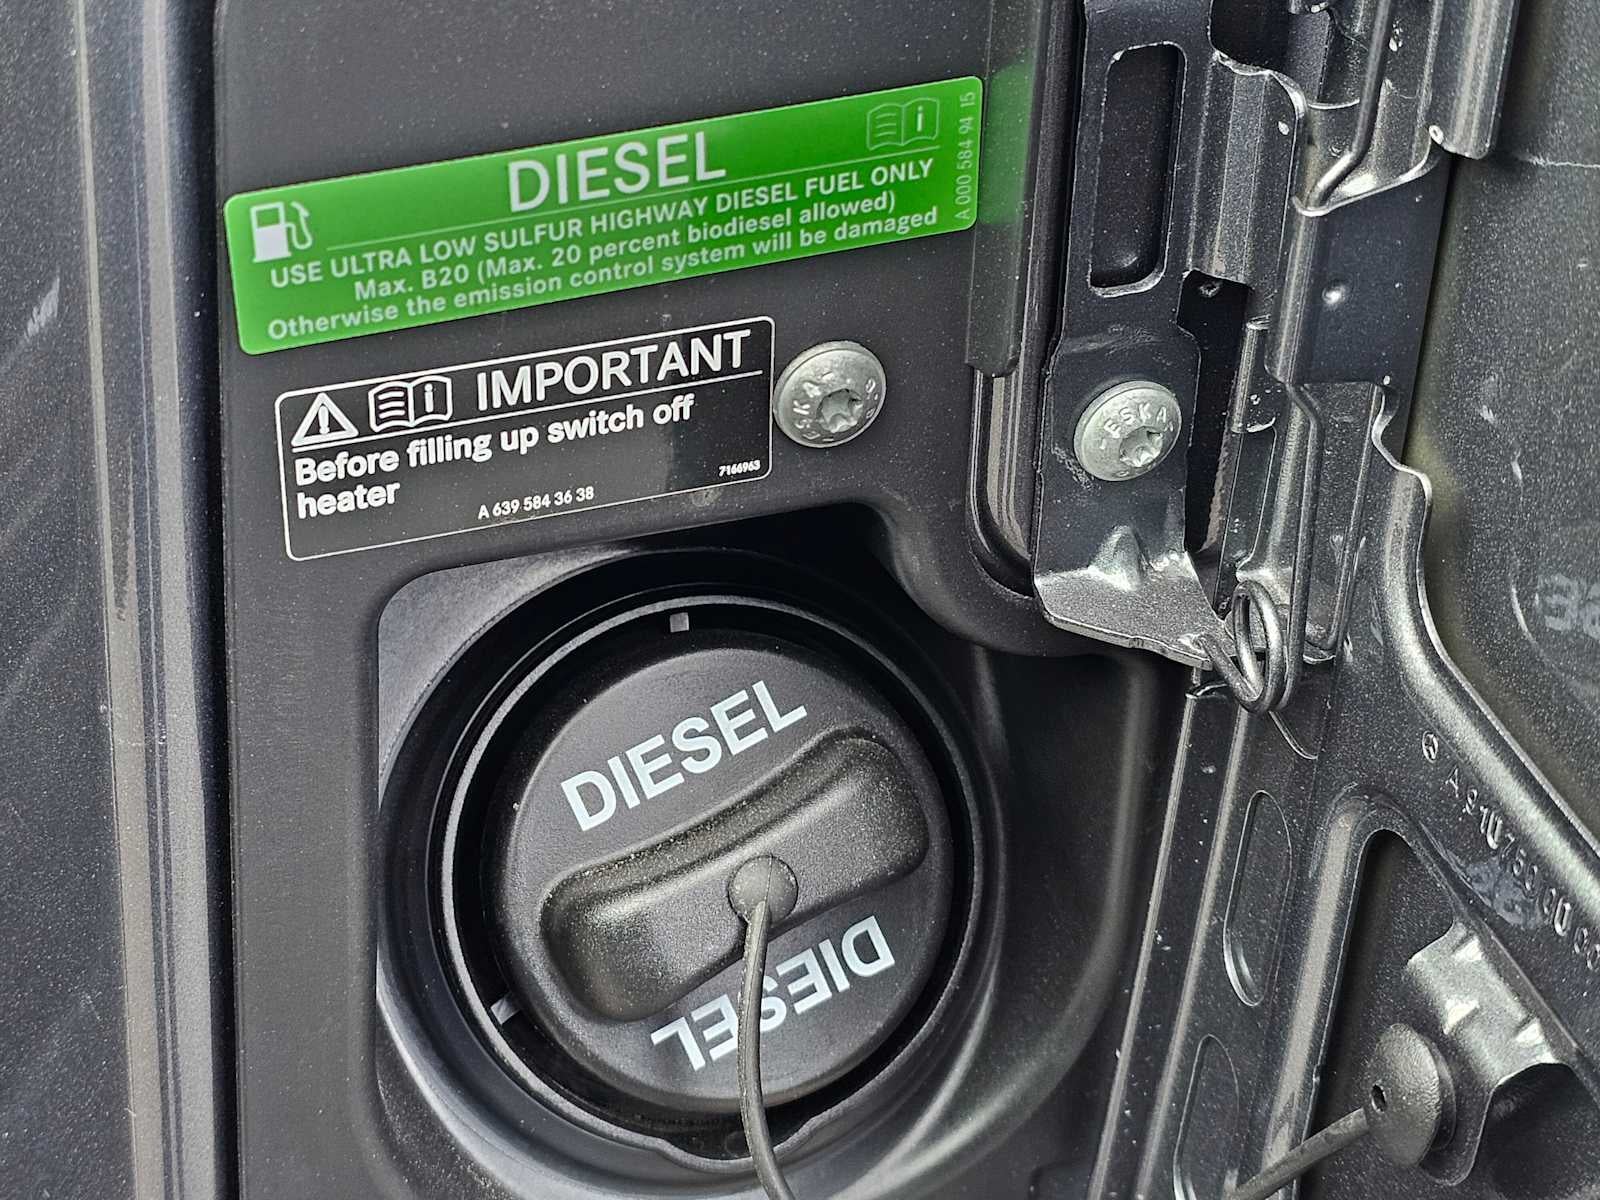 DIESEL
USE ULTRA LOW SULFUR HIGHWAY DIESEL FUEL ONLY
Max. B20 (Max. 20 percent biodiesel allowed)
Otherwise the emission control system will be damaged
A 000 584 94 15
IMPORTANT
Before filling up switch off
heater
7166963
A 639 584 36 38
ESKA
DIESEL
DIESEL